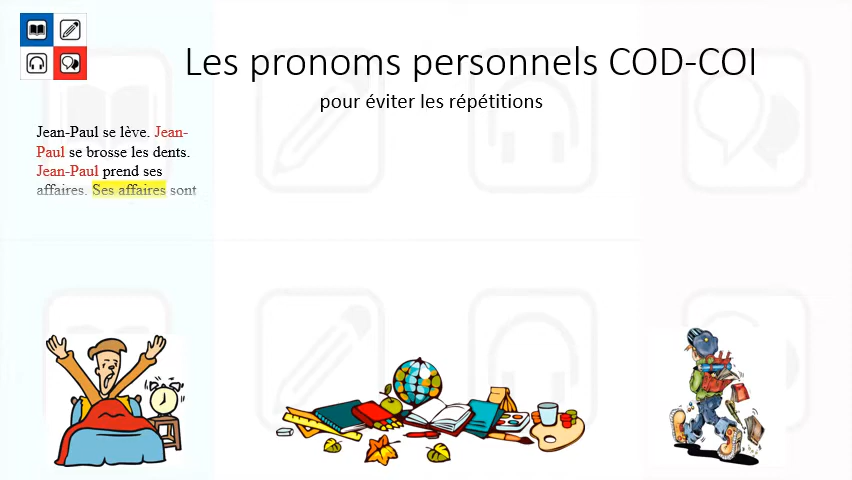 Les pronoms personnels COD-COI
pour éviter les répétitions
Jean-Paul se lève. Jean-
Paul se brosse les dents.
Jean-Paul prend ses
affaires. Ses affaires sont